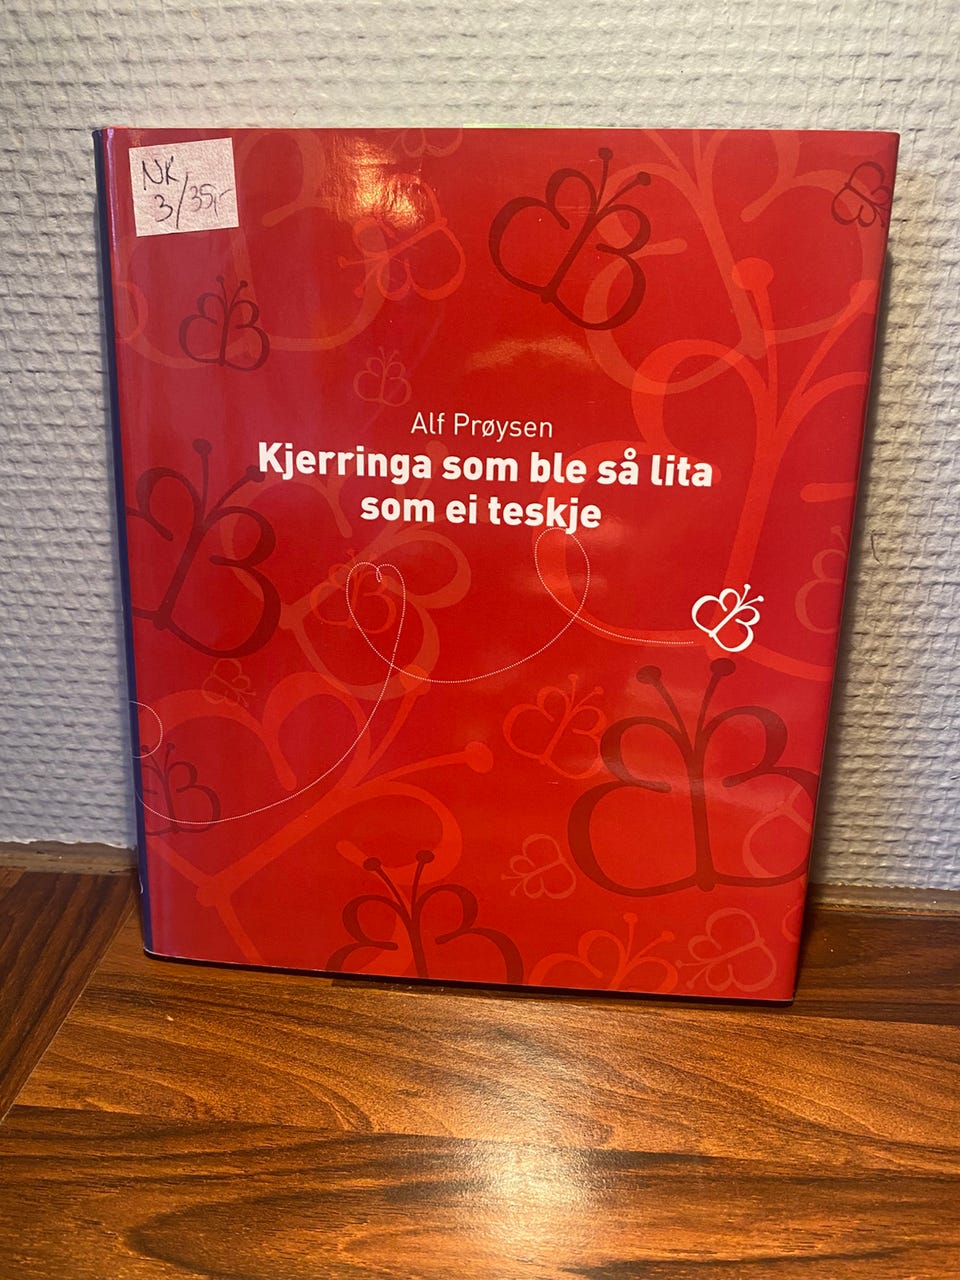 NK
3/35,-
Alf Prøysen
Kjerringa som ble så lita
som ei teskje